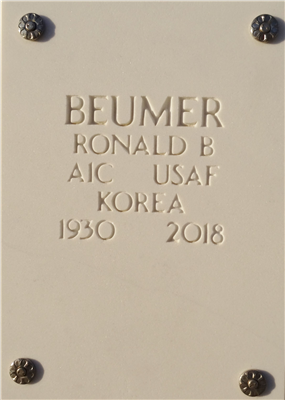 BEUMER
RONALD B
A1C USAF
KOREA
1930 2018